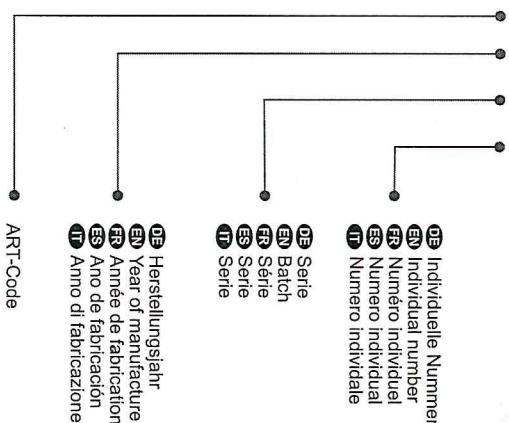 DE Individuelle Nummer
EN Individual number
FR Numéro individuel
ES Numero individual
IT Numero individale
DE Serie
EN Batch
FR Série
ES Serie
IT Serie
DE Herstellungsjahr
EN Year of manufacture
FR Année de fabrication
ES Ano de fabricación
IT Anno di fabricazione
ART-Code